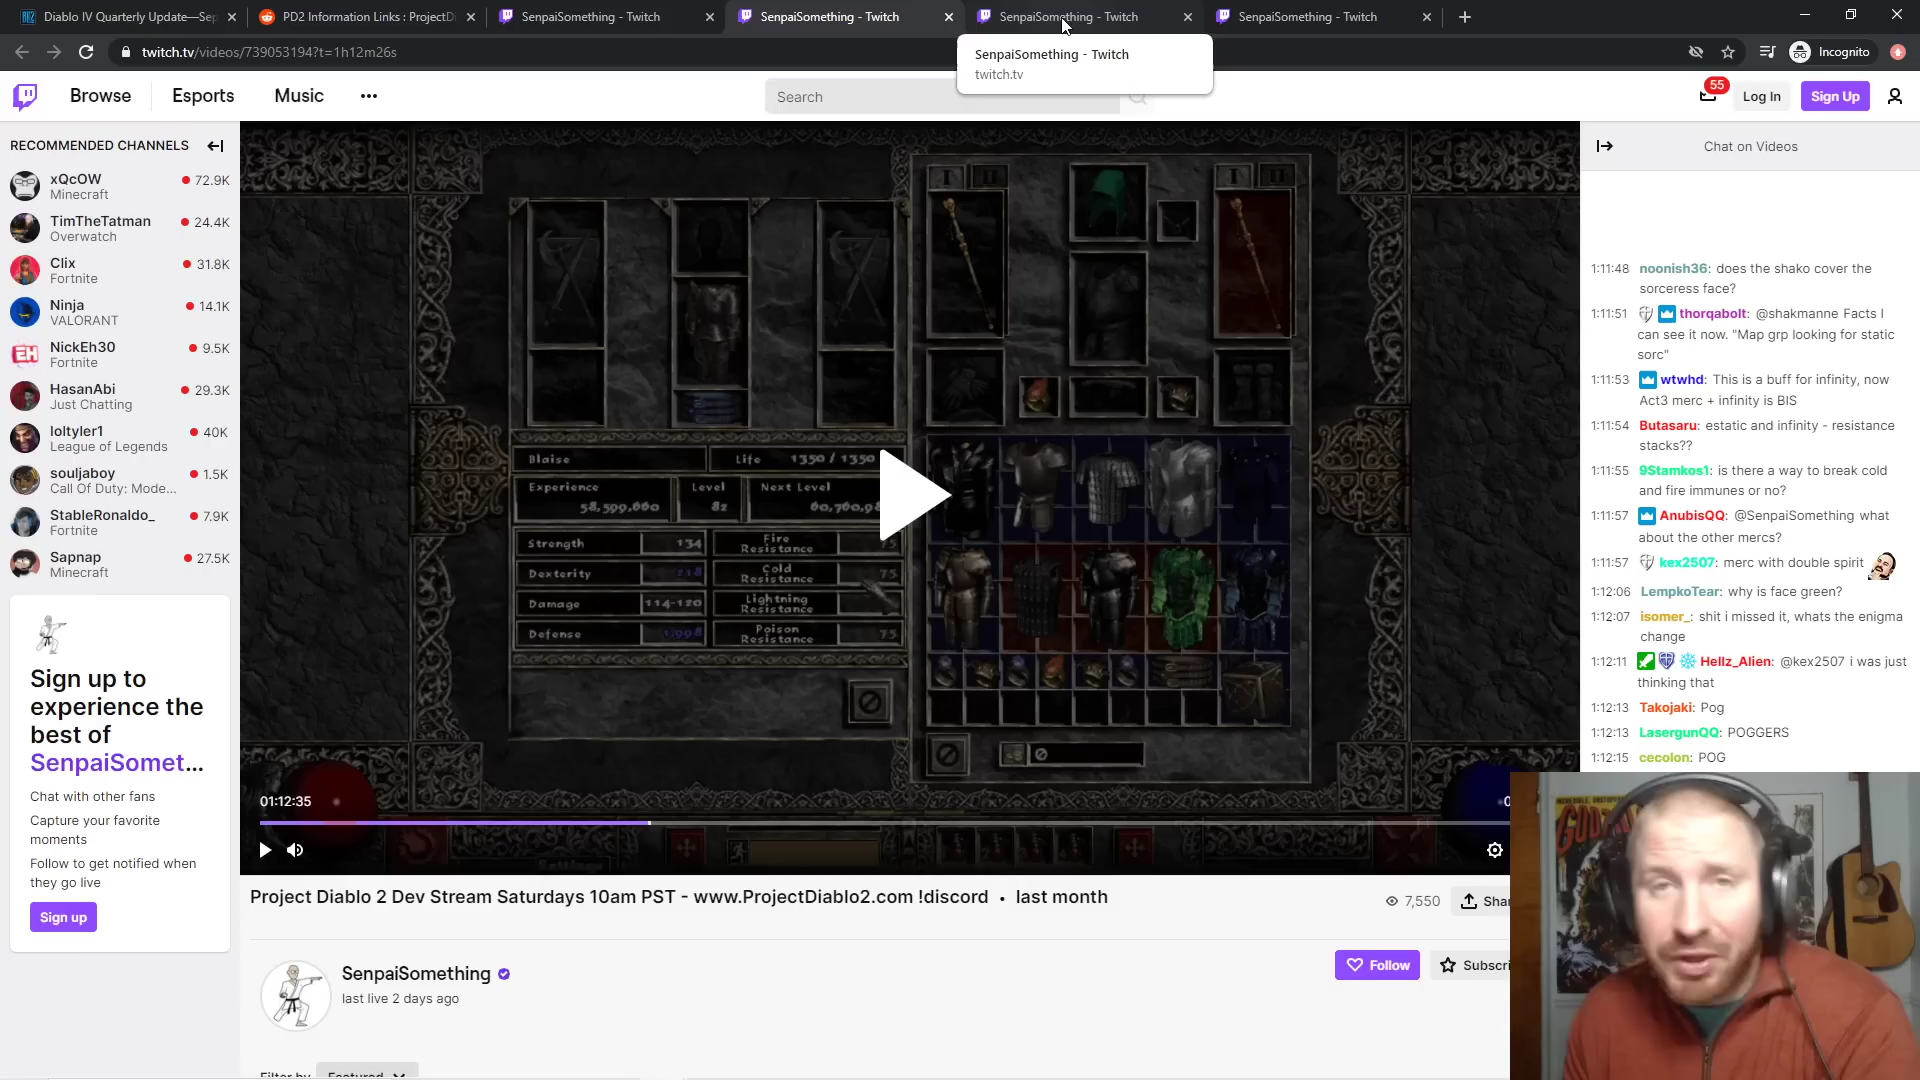 Diablo IV Quarterly Update—Sep
PD2 Information Links : ProjectDi
SenpaiSomething - Twitch
SenpaiSomething - Twitch
SenpaiSomething - Twitch
SenpaiSomething - Twitch
twitch.tv/videos/739053194?t=1h12m26s
Incognito
SenpaiSomething - Twitch
twitch.tv
Browse
Esports
Music
Search
55
Log In
Sign Up
RECOMMENDED CHANNELS
xQcOW
72.9K
Minecraft
TimTheTatman
24.4K
Overwatch
Clix
31.8K
Fortnite
Ninja
14.1K
VALORANT
NickEh30
9.5K
Fortnite
HasanAbi
29.3K
Just Chatting
loltyler1
40K
League of Legends
souljaboy
1.5K
Call Of Duty: Mode...
StableRonaldo_
7.9K
Fortnite
Sapnap
27.5K
Minecraft
Sign up to
experience the
best of
SenpaiSomet...
Chat with other fans
Capture your favorite
moments
Follow to get notified when
they go live
Sign up
I II
I II
Blaise
Life 1350 / 1350
Experience
58,599,660
Level
82
Next Level
Strength 134
Fire
Resistance 75
Dexterity 218
Cold
Resistance 75
Damage 114-120
Lightning
Resistance
Defense 1,998
Poison
Resistance 75
01:12:35
Project Diablo 2 Dev Stream Saturdays 10am PST - www.ProjectDiablo2.com !discord • last month
7,550
Shar
SenpaiSomething
last live 2 days ago
Follow
Subscri
Filter by Featured
Chat on Videos
1:11:48 noonish36: does the shako cover the
sorceress face?
1:11:51 thorqabolt: @shakmanne Facts I
can see it now. "Map grp looking for static
sorc"
1:11:53 wtwhd: This is a buff for infinity, now
Act3 merc + infinity is BIS
1:11:54 Butasaru: estatic and infinity - resistance
stacks??
1:11:55 9Stamkos1: is there a way to break cold
and fire immunes or no?
1:11:57 AnubisQQ: @SenpaiSomething what
about the other mercs?
1:11:57 kex2507: merc with double spirit
1:12:06 LempkoTear: why is face green?
1:12:07 isomer_: shit i missed it, whats the enigma
change
1:12:11 Hellz_Alien: @kex2507 i was just
thinking that
1:12:13 Takojaki: Pog
1:12:13 LasergunQQ: POGGERS
1:12:15 cecolon: POG